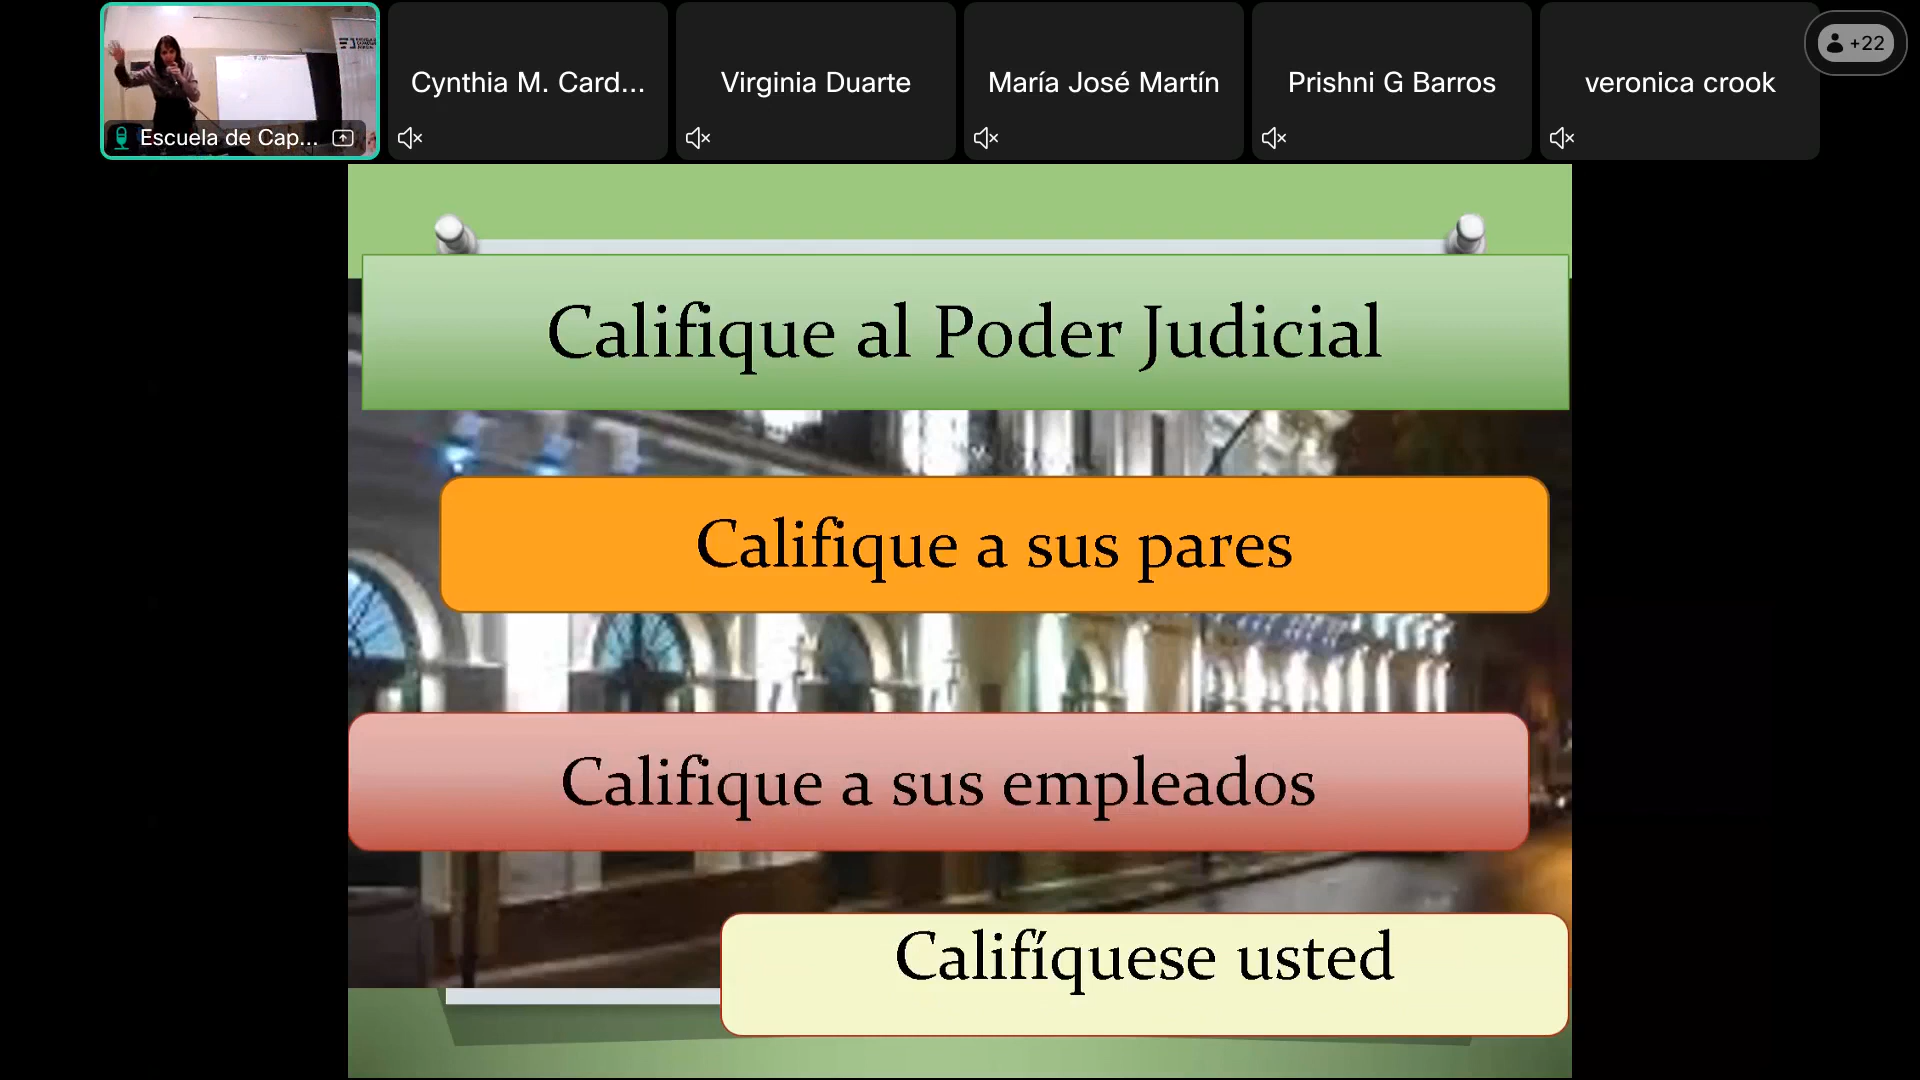 Cynthia M. Card...
Virginia Duarte
María José Martín
Prishni G Barros
veronica crook
+22
Escuela de Cap...
Califique al Poder Judicial
Califique a sus pares
Califique a sus empleados
Califíquese usted